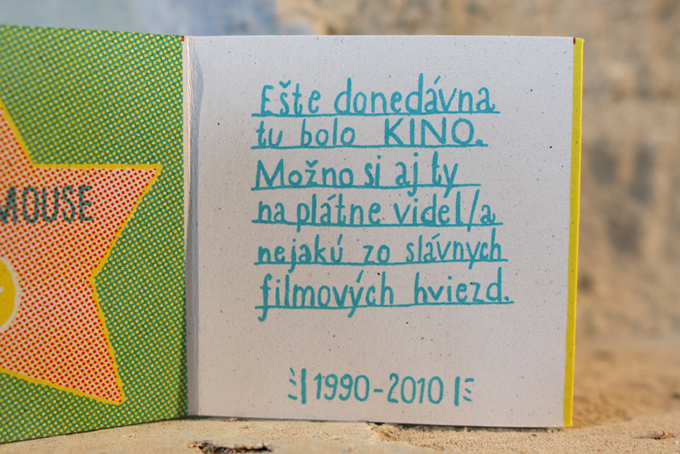 MOUSE
Ešte donedávna
tu bolo KINO.
Možno si aj ty
na plátne videl/a
nejakú zo slávnych
filmových hviezd.
1990-2010